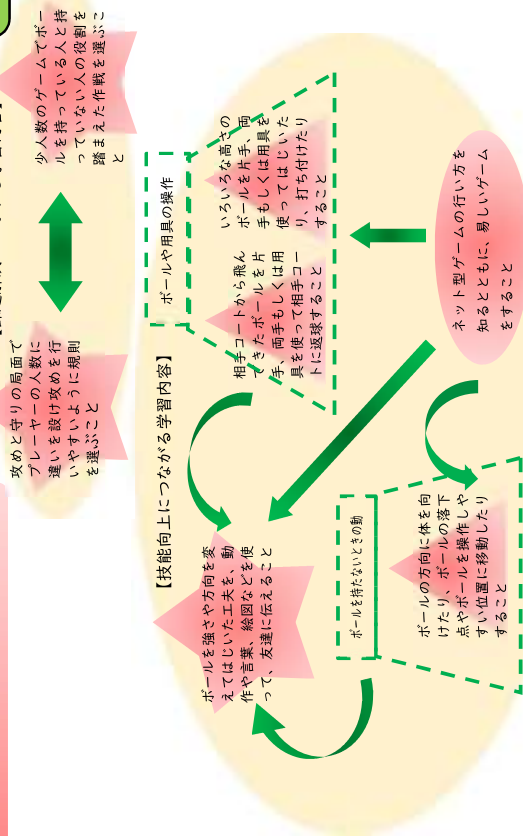 攻めと守りの局面で
プレーヤーの人数に
違いを設け攻めを行
いやすいように規則
を選ぶこと
少人数のゲームでボー
ルを持っている人と持
っていない人の役割を
踏まえた作戦を選ぶこ
と
【技能向上につながる学習内容】
ボールを強さや方向を変
えてはじいた工夫を、動
作や言葉、絵図などを使
って、友達に伝えること
ボールや用具の操作
相手コートから飛ん
できたボールを片
手、両手もしくは用
具を使って相手コー
トに返球すること
いろいろな高さの
ボールを片手、両
手もしくは用具を
使ってはじいた
り、打ち付けたり
すること
ボールを持たないときの動
ボールの方向に体を向
けたり、ボールの落下
点やボールを操作しや
すい位置に移動したり
すること
ネット型ゲームの行い方を
知るとともに、易しいゲーム
をすること